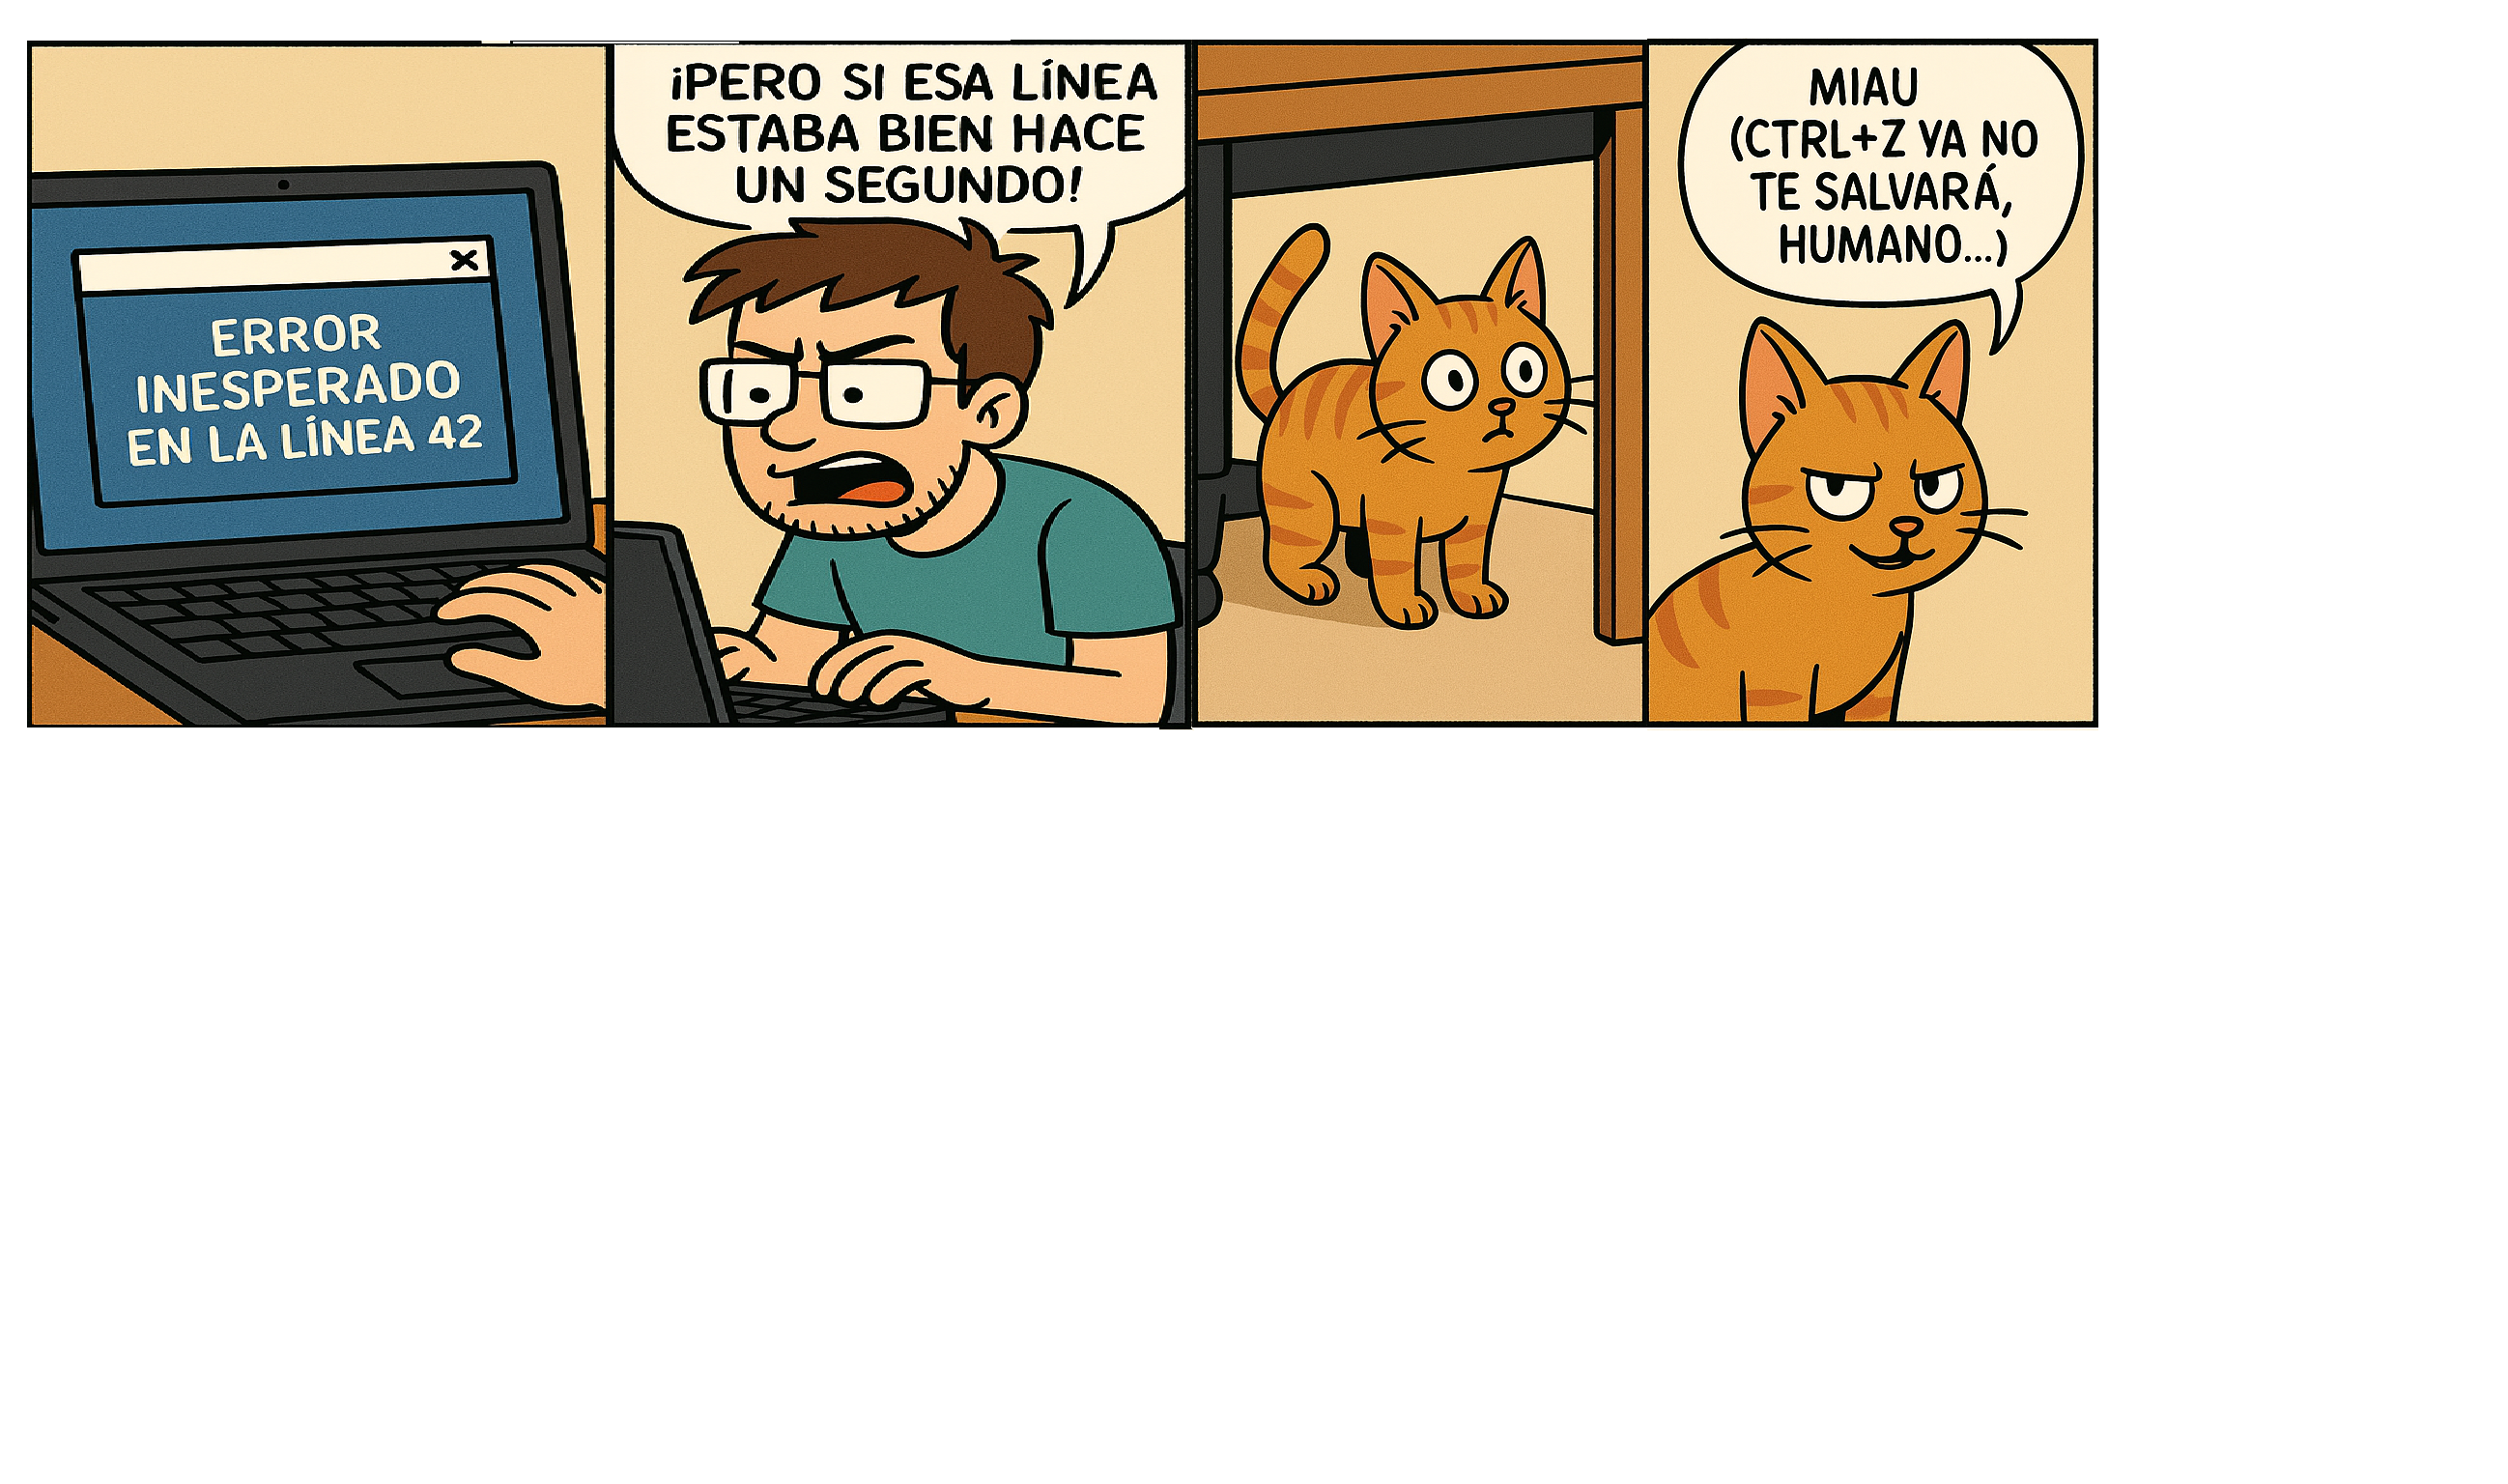 X
ERROR
INESPERADO
EN LA LÍNEA 42
¡PERO SI ESA LÍNEA
ESTABA BIEN HACE
UN SEGUNDO!
MIAU
(CTRL+Z YA NO
TE SALVARÁ,
HUMANO...)